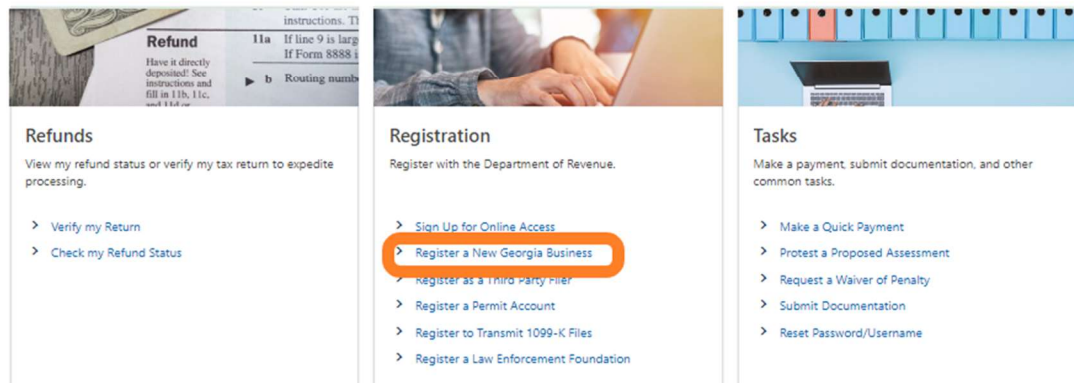 instructions. Th
Refund
11a If line 9 is larg
If Form 8888 i
Have it directly
deposited! See
instructions and
fill in 11b, 11c,
and 11d or
b Routing numb
Refunds
View my refund status or verify my tax return to expedite
processing.
Verify my Return
Check my Refund Status
Registration
Register with the Department of Revenue.
Sign Up for Online Access
Register a New Georgia Business
Register as a Third Party Filer
Register a Permit Account
Register to Transmit 1099-K Files
Register a Law Enforcement Foundation
Tasks
Make a payment, submit documentation, and other
common tasks.
Make a Quick Payment
Protest a Proposed Assessment
Request a Waiver of Penalty
Submit Documentation
Reset Password/Username